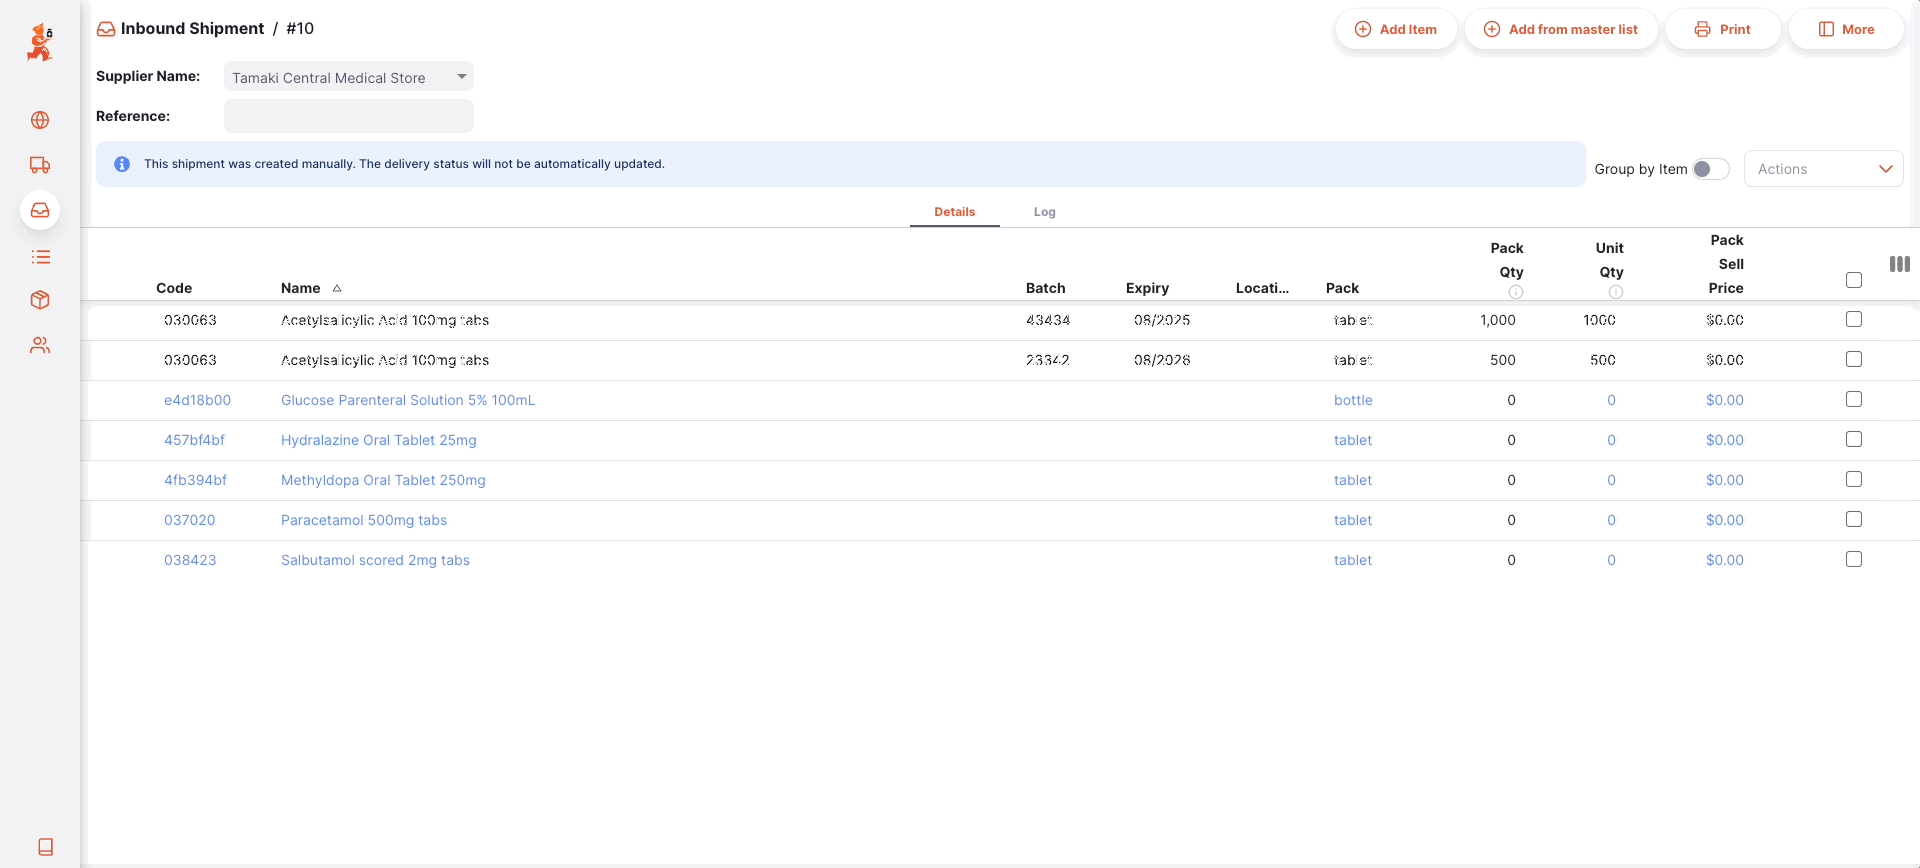 Inbound Shipment / #10
Add Item
Add from master list
Print
More
Supplier Name: Tamaki Central Medical Store
Reference:
This shipment was created manually. The delivery status will not be automatically updated.
Group by Item
Actions
Details Log
Code Name Batch Expiry Locati... Pack Pack Qty Unit Qty Pack Sell Price
030063 Acetylsalicylic Acid 100mg tabs 43434 08/2025 tablet 1,000 1000 $0.00
030063 Acetylsalicylic Acid 100mg tabs 23342 08/2026 tablet 500 500 $0.00
e4d18b00 Glucose Parenteral Solution 5% 100mL bottle 0 0 $0.00
457bf4bf Hydralazine Oral Tablet 25mg tablet 0 0 $0.00
4fb394bf Methyldopa Oral Tablet 250mg tablet 0 0 $0.00
037020 Paracetamol 500mg tabs tablet 0 0 $0.00
038423 Salbutamol scored 2mg tabs tablet 0 0 $0.00